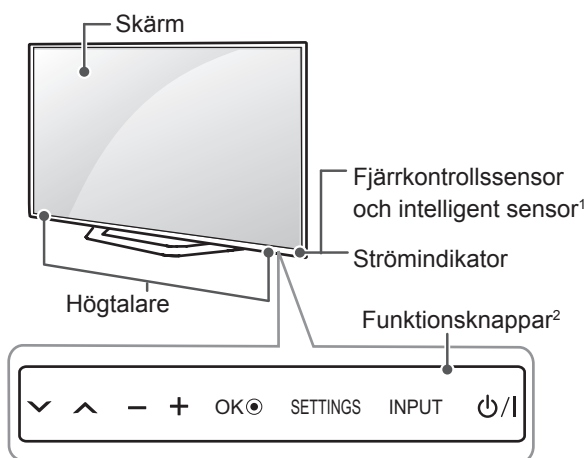 Skärm
Fjärrkontrollssensor
och intelligent sensor¹
Strömindikator
Högtalare
Funktionsknappar²
OK SETTINGS INPUT